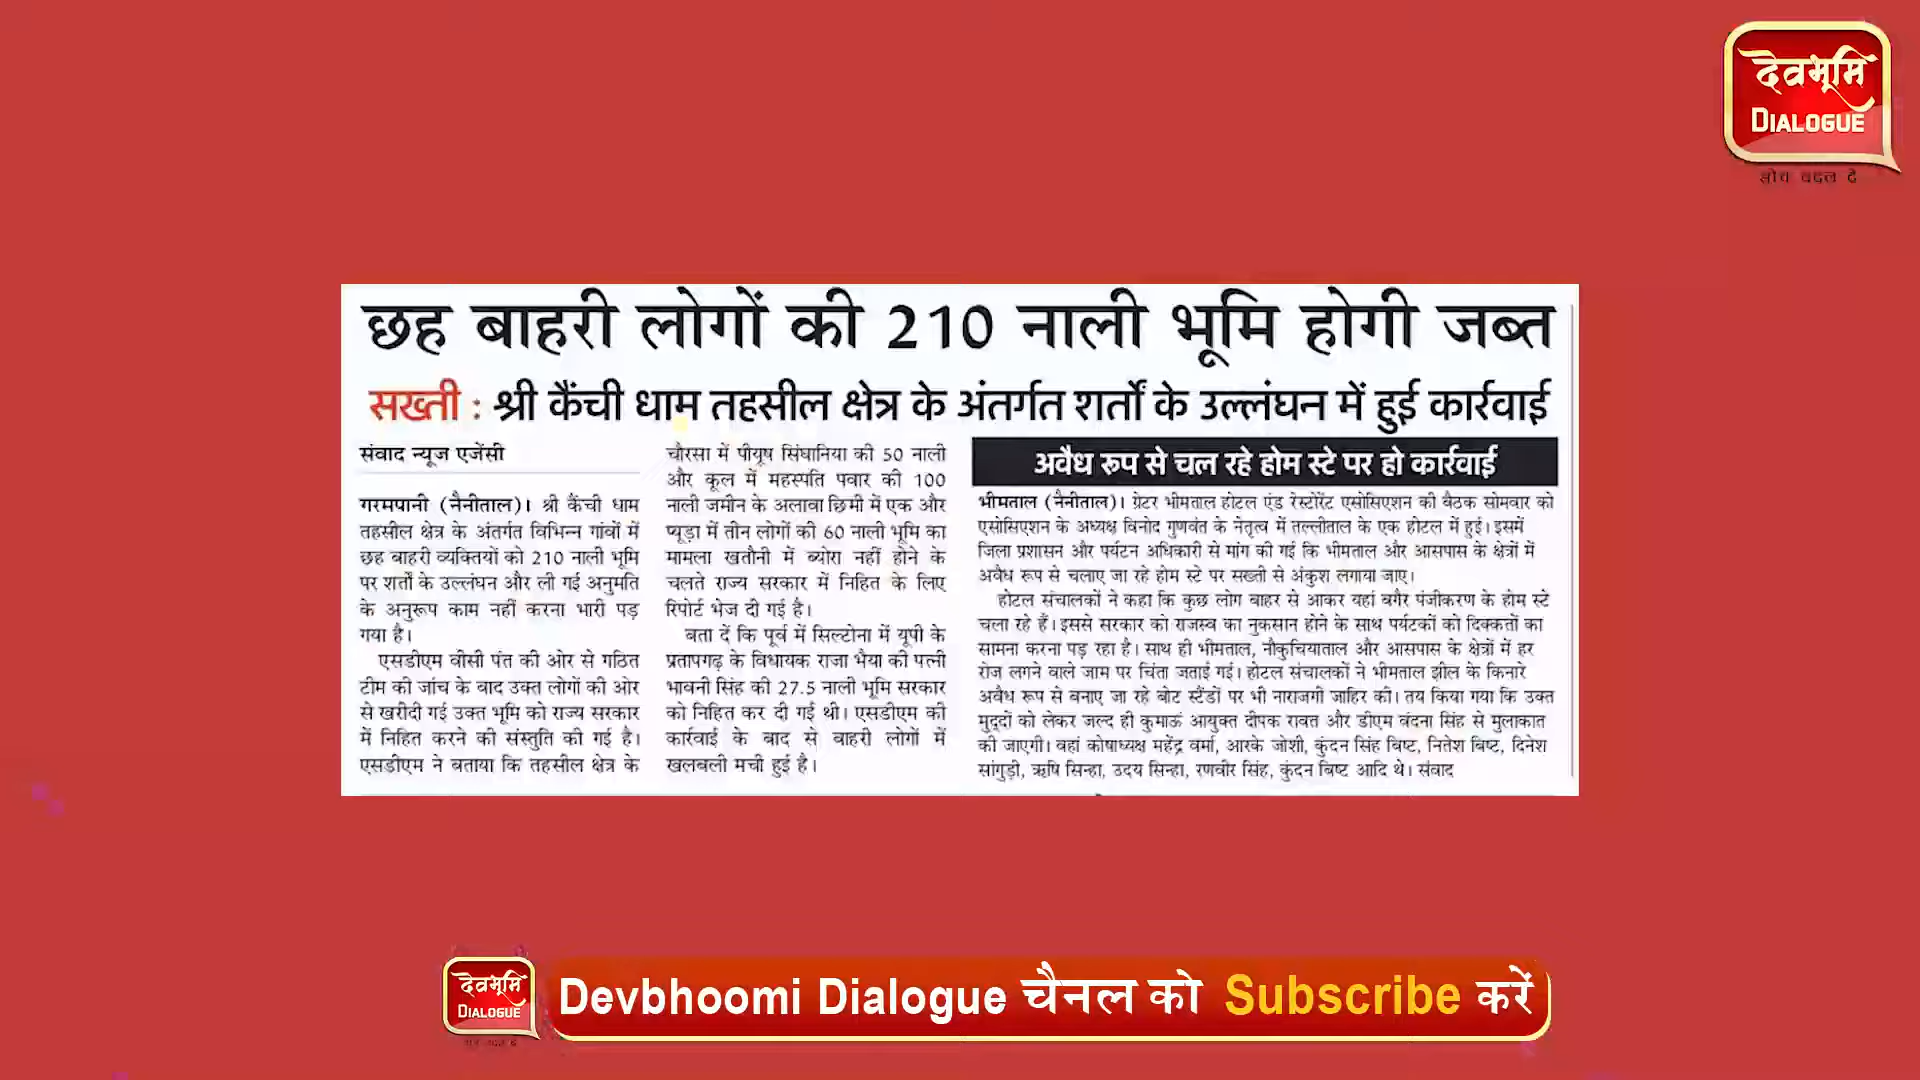 देवभूमि
DIALOGUE
सोच बदल दे
छह बाहरी लोगों की 210 नाली भूमि होगी जब्त
सख्ती : श्री कैंची धाम तहसील क्षेत्र के अंतर्गत शर्तों के उल्लंघन में हुई कार्रवाई
संवाद न्यूज एजेंसी
गरमपानी (नैनीताल)। श्री कैंची धाम
तहसील क्षेत्र के अंतर्गत विभिन्न गांवों में
छह बाहरी व्यक्तियों को 210 नाली भूमि
पर शर्तों के उल्लंघन और ली गई अनुमति
के अनुरूप काम नहीं करना भारी पड़
गया है।
एसडीएम वीसी पंत की ओर से गठित
टीम की जांच के बाद उक्त लोगों की ओर
से खरीदी गई उक्त भूमि को राज्य सरकार
में निहित करने की संस्तुति की गई है।
एसडीएम ने बताया कि तहसील क्षेत्र के
चौरसा में पीयूष सिंघानिया की 50 नाली
और कूल में महस्पति पवार की 100
नाली जमीन के अलावा छिमी में एक और
प्यूड़ा में तीन लोगों की 60 नाली भूमि का
मामला खतौनी में ब्योरा नहीं होने के
चलते राज्य सरकार में निहित के लिए
रिपोर्ट भेज दी गई है।
बता दें कि पूर्व में सिल्टोना में यूपी के
प्रतापगढ़ के विधायक राजा भैया की पत्नी
भावनी सिंह की 27.5 नाली भूमि सरकार
को निहित कर दी गई थी। एसडीएम की
कार्रवाई के बाद से बाहरी लोगों में
खलबली मची हुई है।
अवैध रूप से चल रहे होम स्टे पर हो कार्रवाई
भीमताल (नैनीताल)। ग्रेटर भीमताल होटल एंड रेस्टोरेंट एसोसिएशन की बैठक सोमवार को
एसोसिएशन के अध्यक्ष विनोद गुणवंत के नेतृत्व में तल्लीताल के एक होटल में हुई। इसमें
जिला प्रशासन और पर्यटन अधिकारी से मांग की गई कि भीमताल और आसपास के क्षेत्रों में
अवैध रूप से चलाए जा रहे होम स्टे पर सख्ती से अंकुश लगाया जाए।
होटल संचालकों ने कहा कि कुछ लोग बाहर से आकर यहां बगैर पंजीकरण के होम स्टे
चला रहे हैं। इससे सरकार को राजस्व का नुकसान होने के साथ पर्यटकों को दिक्कतों का
सामना करना पड़ रहा है। साथ ही भीमताल, नौकुचियाताल और आसपास के क्षेत्रों में हर
रोज लगने वाले जाम पर चिंता जताई गई। होटल संचालकों ने भीमताल झील के किनारे
अवैध रूप से बनाए जा रहे बोट स्टैंडों पर भी नाराजगी जाहिर की। तय किया गया कि उक्त
मुद्दों को लेकर जल्द ही कुमाऊं आयुक्त दीपक रावत और डीएम वंदना सिंह से मुलाकात
की जाएगी। वहां कोषाध्यक्ष महेंद्र वर्मा, आरके जोशी, कुंदन सिंह बिष्ट, नितेश बिष्ट, दिनेश
सांगुड़ी, ऋषि सिन्हा, उदय सिन्हा, रणवीर सिंह, कुंदन बिष्ट आदि थे। संवाद
देवभूमि
DIALOGUE
Devbhoomi Dialogue चैनल को Subscribe करें